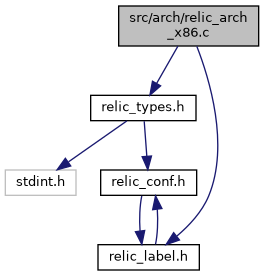 src/arch/relic_arch
_x86.c
relic_types.h
stdint.h
relic_conf.h
relic_label.h